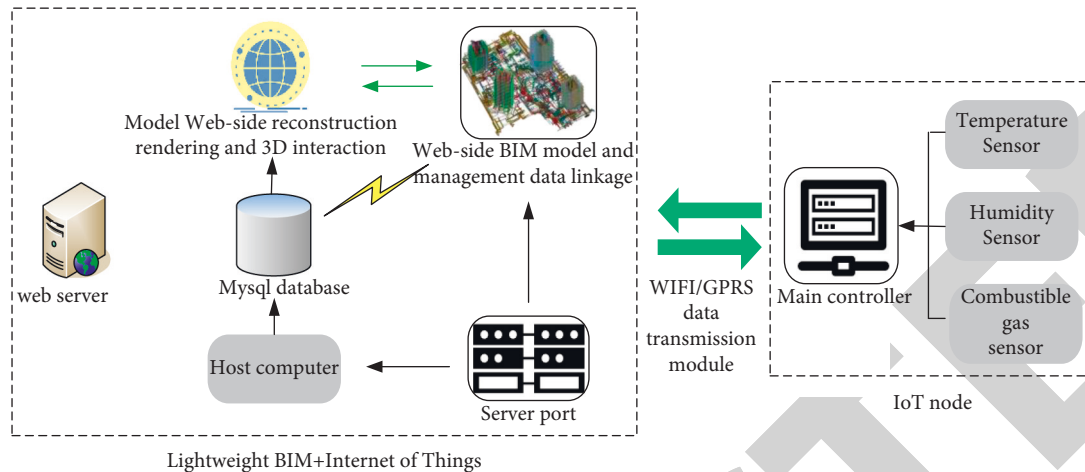 Model Web-side reconstruction
rendering and 3D interaction
Web-side BIM model and
management data linkage
web server
Mysql database
Host computer
Server port
Lightweight BIM+Internet of Things
WIFI/GPRS
data
transmission
module
Main controller
Temperature
Sensor
Humidity
Sensor
Combustible
gas
sensor
IoT node